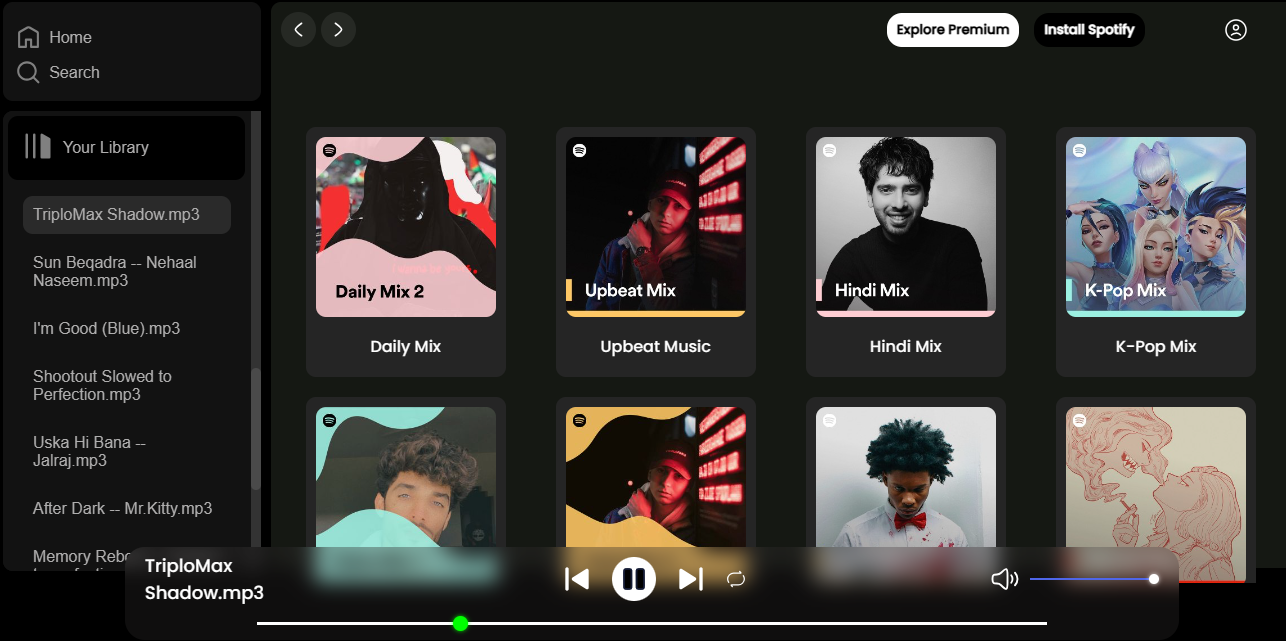 Home
Search
Your Library
TriploMax Shadow.mp3
Sun Beqadra -- Nehaal
Naseem.mp3
I'm Good (Blue).mp3
Shootout Slowed to
Perfection.mp3
Uska Hi Bana --
Jalraj.mp3
After Dark -- Mr.Kitty.mp3
Explore Premium
Install Spotify
Daily Mix 2
Upbeat Mix
Hindi Mix
K-Pop Mix
Daily Mix
Upbeat Music
Hindi Mix
K-Pop Mix
Memory
TriploMax
Shadow.mp3